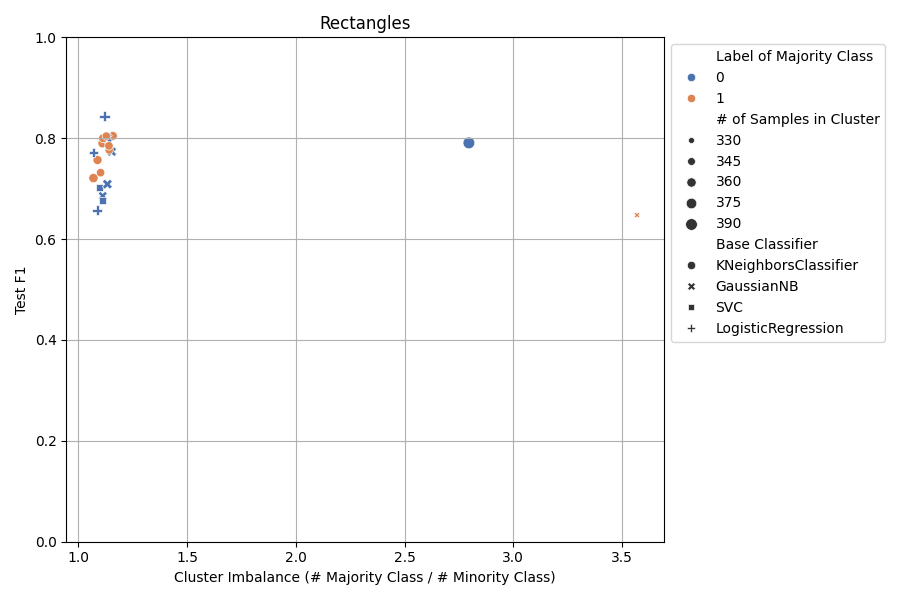 Rectangles
Test F1
1.0
0.8
0.6
0.4
0.2
0.0
1.0 1.5 2.0 2.5 3.0 3.5
Cluster Imbalance (# Majority Class / # Minority Class)
Label of Majority Class
0
1
# of Samples in Cluster
330
345
360
375
390
Base Classifier
KNeighborsClassifier
GaussianNB
SVC
LogisticRegression